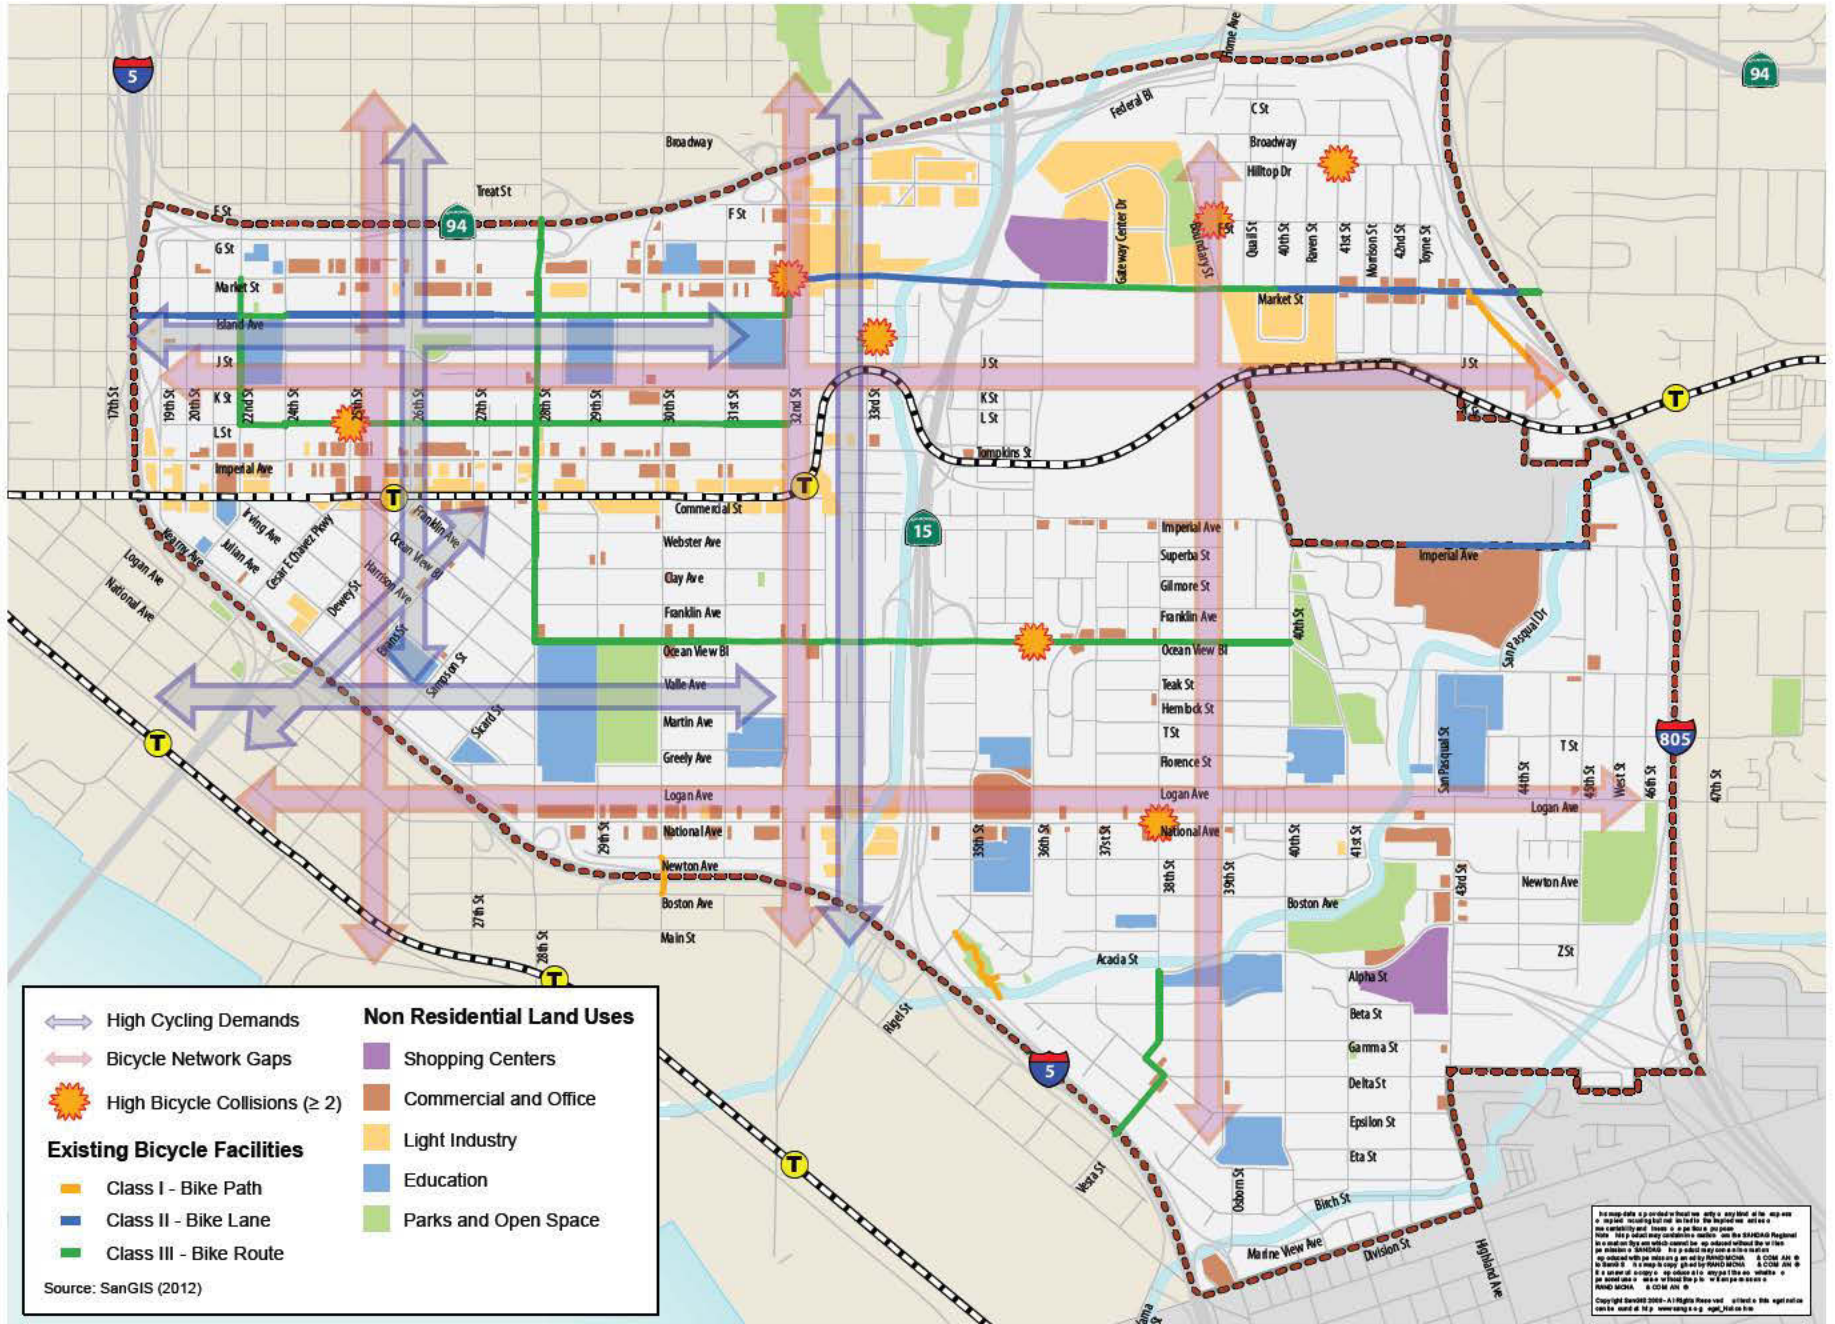 5
94
Home Ave
Federal Bl
C St
Broadway
Broadway
Hilltop Dr
Treat St
F St
94
F St
G St
Gateway Center Dr
Boundary St
F St
Quail St
40th St
Raven St
41st St
Morrison St
42nd St
Toyne St
Market St
Market St
Island Ave
J St
J St
J St
17th St
19th St
20th St
22nd St
24th St
25th St
26th St
27th St
28th St
29th St
30th St
31st St
32nd St
33rd St
K St
K St
L St
L St
T
Tompkins St
Imperial Ave
T
T
Commercial St
15
Imperial Ave
Imperial Ave
Kearny Ave
Irving Ave
Julian Ave
Cesar E Chavez Pkwy
Franklin Ave
Ocean View Bl
Harrison Ave
Dewey St
Logan Ave
National Ave
Webster Ave
Superba St
Clay Ave
Gilmore St
Franklin Ave
Franklin Ave
40th St
San Pasqual Dr
Evans St
Sampson St
Sicard St
Ocean View Bl
Ocean View Bl
Valle Ave
Teak St
Hemlock St
Martin Ave
T St
T St
Greely Ave
Florence St
T
805
San Pasqual St
44th St
45th St
West St
46th St
47th St
Logan Ave
Logan Ave
Logan Ave
National Ave
National Ave
29th St
35th St
36th St
37st St
38th St
39th St
40th St
41st St
43rd St
Newton Ave
Newton Ave
Boston Ave
Boston Ave
27th St
28th St
Main St
Z St
T
Acacia St
Alpha St
Rigel St
Beta St
Gamma St
5
Delta St
Epsilon St
Eta St
T
Vesta St
Osborn St
Birch St
Marine View Ave
Division St
Highland Ave
High Cycling Demands
Bicycle Network Gaps
High Bicycle Collisions (≥ 2)
Existing Bicycle Facilities
Class I - Bike Path
Class II - Bike Lane
Class III - Bike Route
Source: SanGIS (2012)
Non Residential Land Uses
Shopping Centers
Commercial and Office
Light Industry
Education
Parks and Open Space